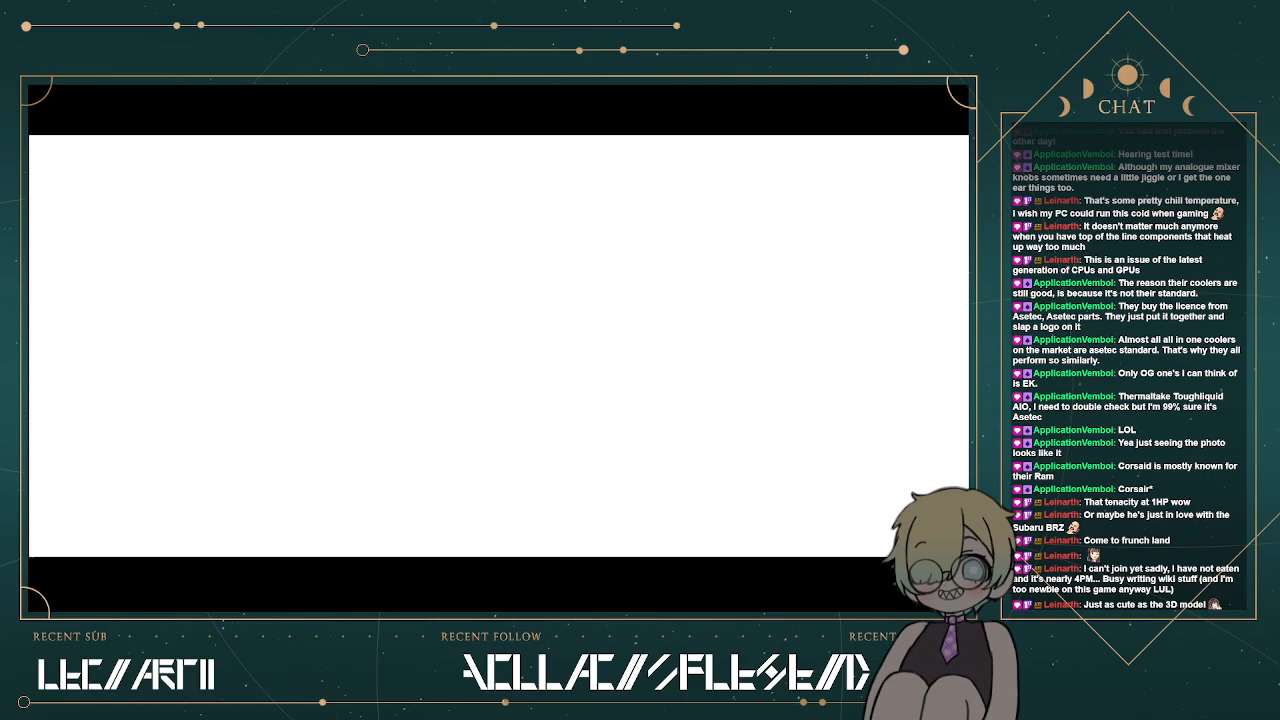 CHAT
ApplicationVemboi: You had that problem the
other day!
ApplicationVemboi: Hearing test time!
ApplicationVemboi: Although my analogue mixer
knobs sometimes need a little jiggle or I get the one
ear things too.
Leinarth: That's some pretty chill temperature,
I wish my PC could run this cold when gaming
Leinarth: It doesn't matter much anymore
when you have top of the line components that heat
up way too much
Leinarth: This is an issue of the latest
generation of CPUs and GPUs
ApplicationVemboi: The reason their coolers are
still good, is because it's not their standard.
ApplicationVemboi: They buy the licence from
Asetec, Asetec parts. They just put it together and
slap a logo on it
ApplicationVemboi: Almost all all in one coolers
on the market are asetec standard. That's why they all
perform so similarly.
ApplicationVemboi: Only OG one's I can think of
is EK.
ApplicationVemboi: Thermaltake Toughliquid
AIO, I need to double check but I'm 99% sure it's
Asetec
ApplicationVemboi: LOL
ApplicationVemboi: Yea just seeing the photo
looks like it
ApplicationVemboi: Corsaid is mostly known for
their Ram
ApplicationVemboi: Corsair*
Leinarth: That tenacity at 1HP wow
Leinarth: Or maybe he's just in love with the
Subaru BRZ
Leinarth: Come to frunch land
Leinarth:
Leinarth: I can't join yet sadly, I have not eaten
and it's nearly 4PM... Busy writing wiki stuff (and I'm
too newbie on this game anyway LUL)
Leinarth: Just as cute as the 3D model
RECENT SUB
RECENT FOLLOW
RECENT